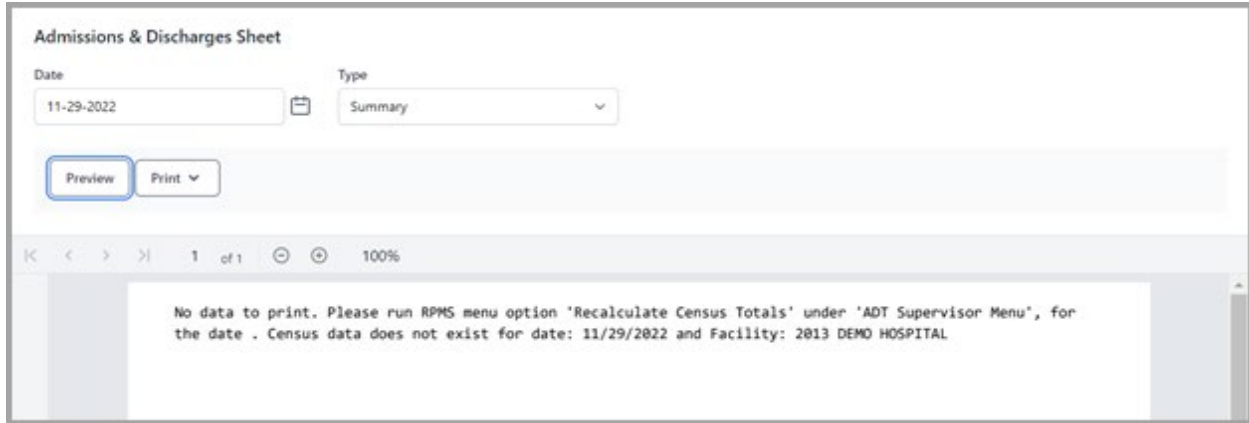 Admissions & Discharges Sheet
Date Type
11-29-2022 Summary
Preview Print
1 of 1 100%
No data to print. Please run RPMS menu option 'Recalculate Census Totals' under 'ADT Supervisor Menu', for
the date . Census data does not exist for date: 11/29/2022 and Facility: 2013 DEMO HOSPITAL